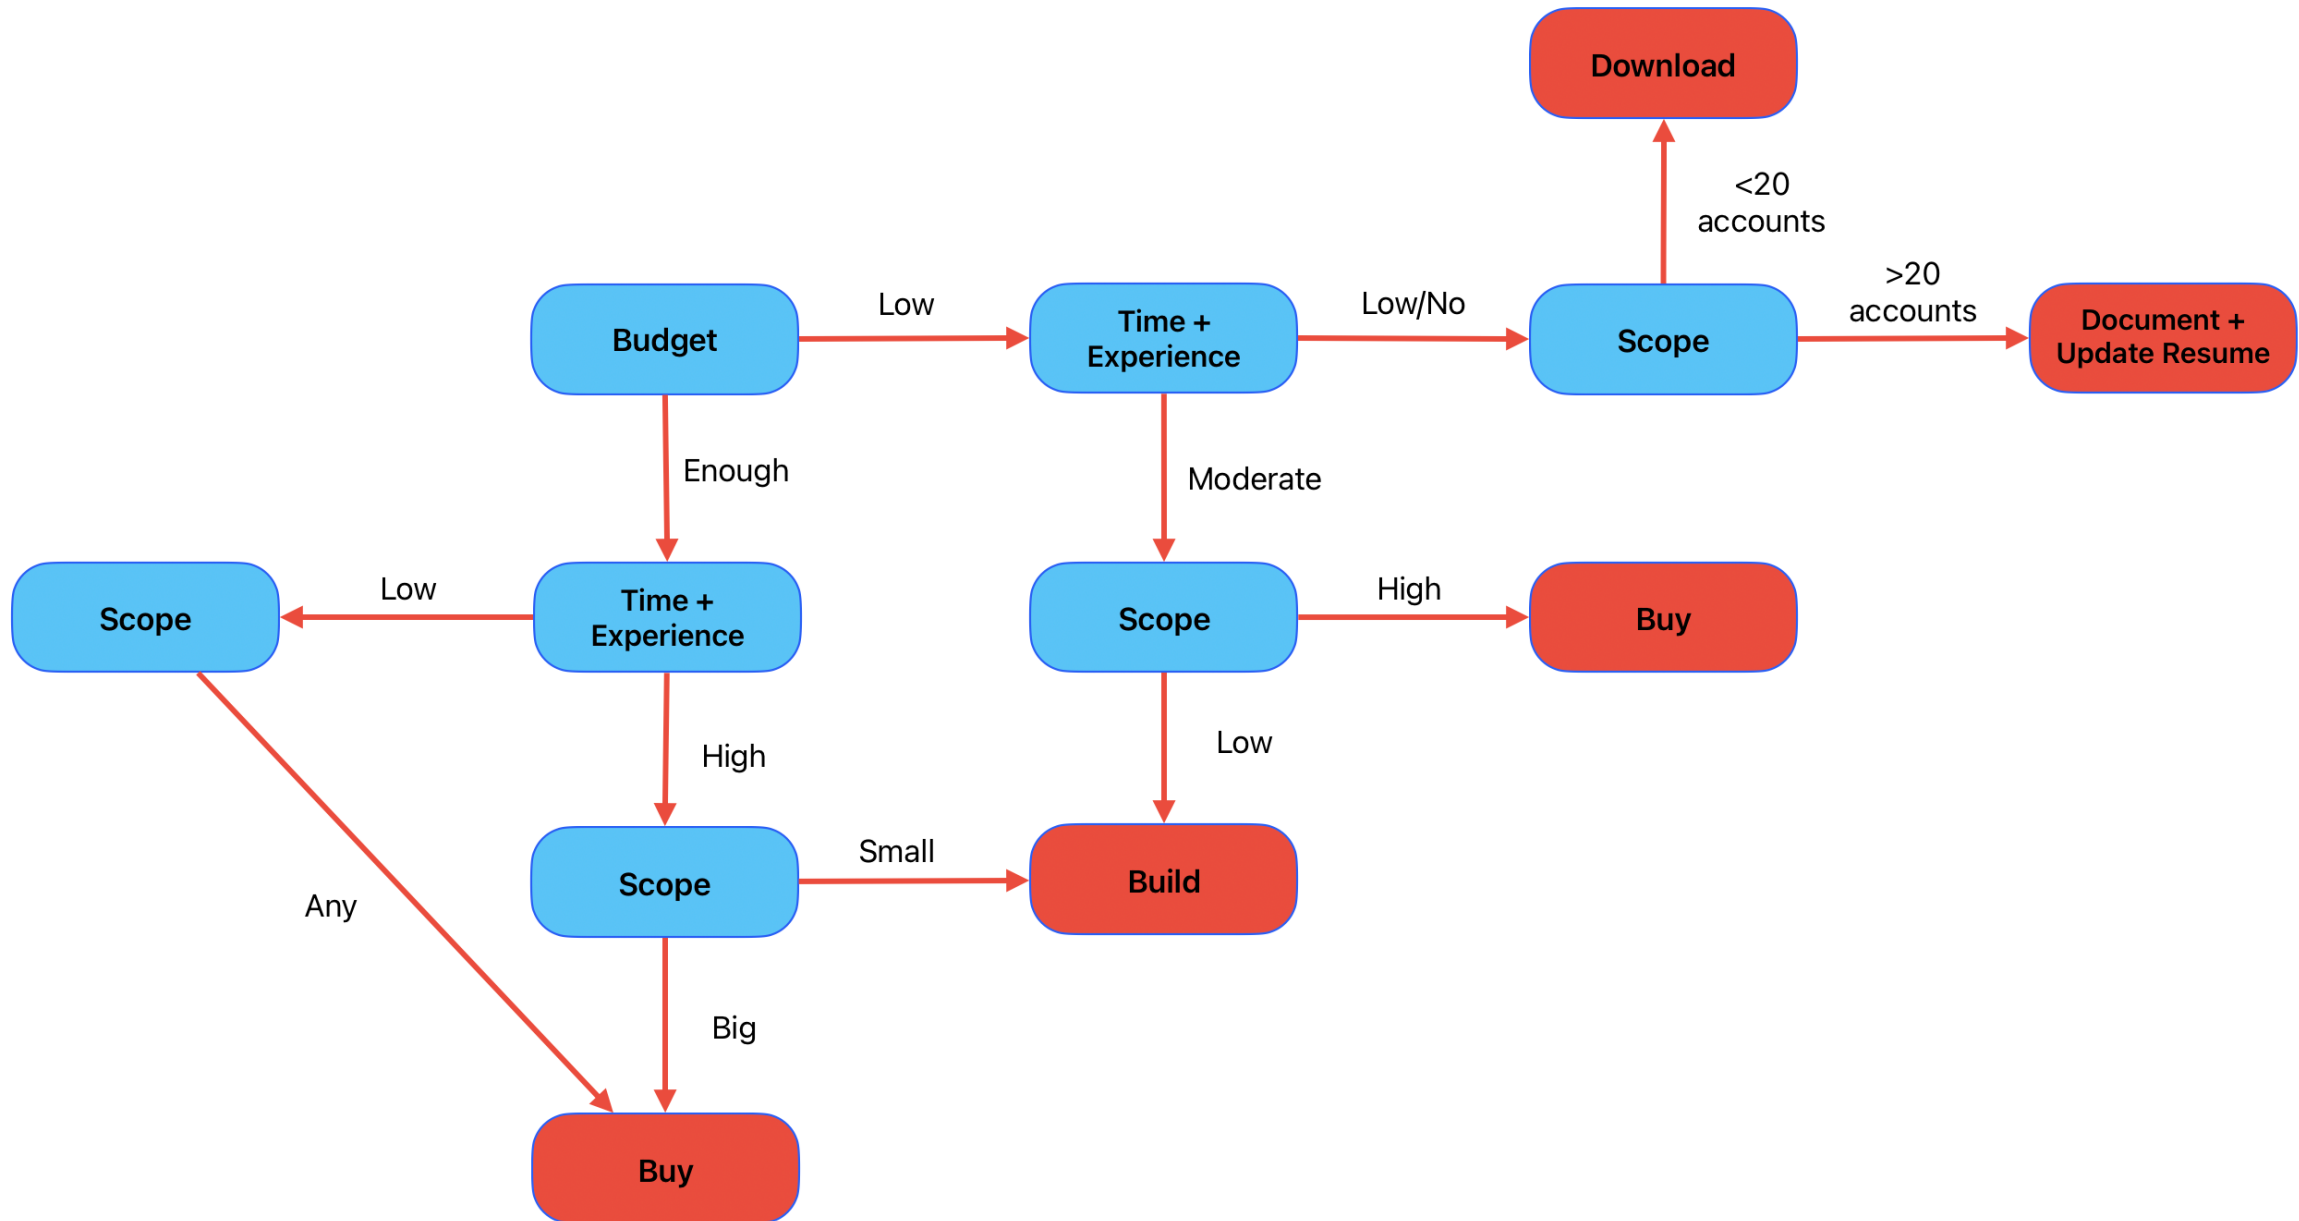 Download
<20
accounts
>20
accounts
Budget
Low
Time +
Experience
Low/No
Scope
Document +
Update Resume
Enough
Moderate
Scope
Low
Time +
Experience
Scope
High
Buy
High
Low
Any
Scope
Small
Build
Big
Buy